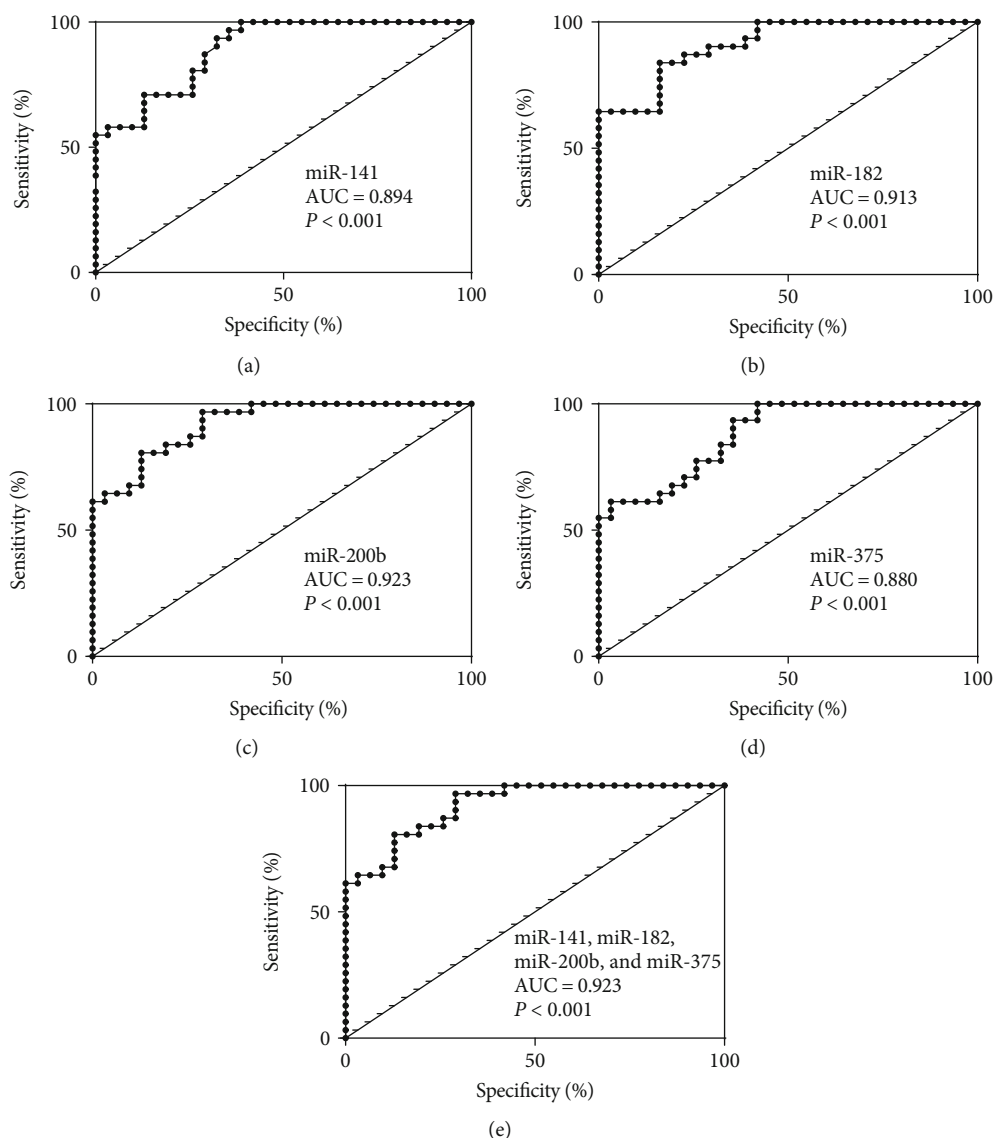 100
50
0
Sensitivity (%)
miR-141
AUC = 0.894
P < 0.001
0 50 100
Specificity (%)
(a)
100
50
0
Sensitivity (%)
miR-182
AUC = 0.913
P < 0.001
0 50 100
Specificity (%)
(b)
100
50
0
Sensitivity (%)
miR-200b
AUC = 0.923
P < 0.001
0 50 100
Specificity (%)
(c)
100
50
0
Sensitivity (%)
miR-375
AUC = 0.880
P < 0.001
0 50 100
Specificity (%)
(d)
100
50
0
Sensitivity (%)
miR-141, miR-182,
miR-200b, and miR-375
AUC = 0.923
P < 0.001
0 50 100
Specificity (%)
(e)